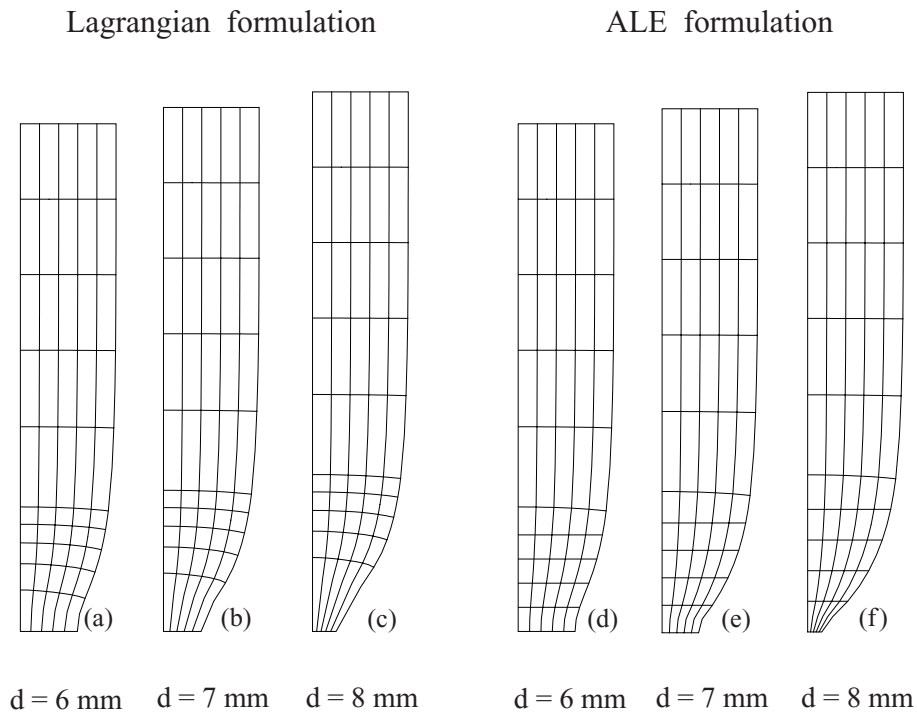 Lagrangian formulation
ALE formulation
(a) (b) (c) (d) (e) (f)
d = 6 mm d = 7 mm d = 8 mm d = 6 mm d = 7 mm d = 8 mm